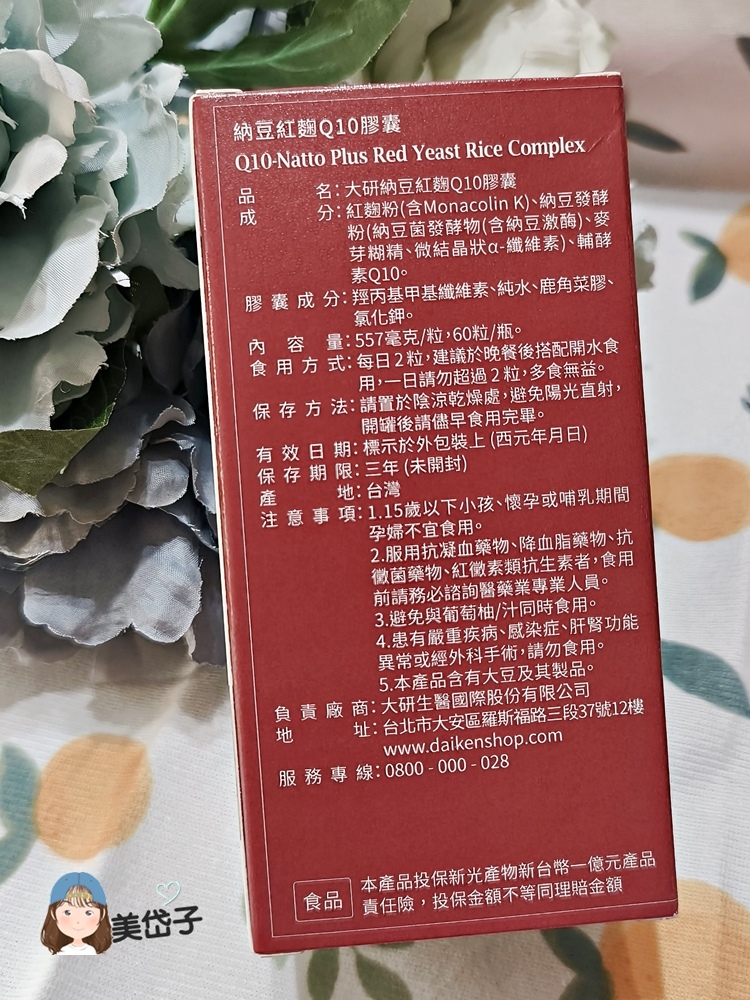 納豆紅麴Q10膠囊
Q10-Natto Plus Red Yeast Rice Complex
品名：大研納豆紅麴Q10膠囊
成分：紅麴粉(含Monacolin K)、納豆發酵
粉(納豆菌發酵物(含納豆激酶)、麥
芽糊精、微結晶狀α-纖維素)、輔酵
素Q10。
膠囊成分：羥丙基甲基纖維素、純水、鹿角菜膠、
氯化鉀。
內容量：557毫克/粒，60粒/瓶。
食用方式：每日2粒，建議於晚餐後搭配開水食
用，一日請勿超過2粒，多食無益。
保存方法：請置於陰涼乾燥處，避免陽光直射，
開罐後請儘早食用完畢。
有效日期：標示於外包裝上 (西元年月日)
保存期限：三年 (未開封)
產地：台灣
注意事項：1.15歲以下小孩、懷孕或哺乳期間
孕婦不宜食用。
2.服用抗凝血藥物、降血脂藥物、抗
黴菌藥物、紅黴素類抗生素者，食用
前請務必諮詢醫藥業專業人員。
3.避免與葡萄柚/汁同時食用。
4.患有嚴重疾病、感染症、肝腎功能
異常或經外科手術，請勿食用。
5.本產品含有大豆及其製品。
負責廠商：大研生醫國際股份有限公司
地址：台北市大安區羅斯福路三段37號12樓
www.daikenshop.com
服務專線：0800 - 000 - 028
食品
本產品投保新光產物新台幣一億元產品
責任險，投保金額不等同理賠金額
美岱子